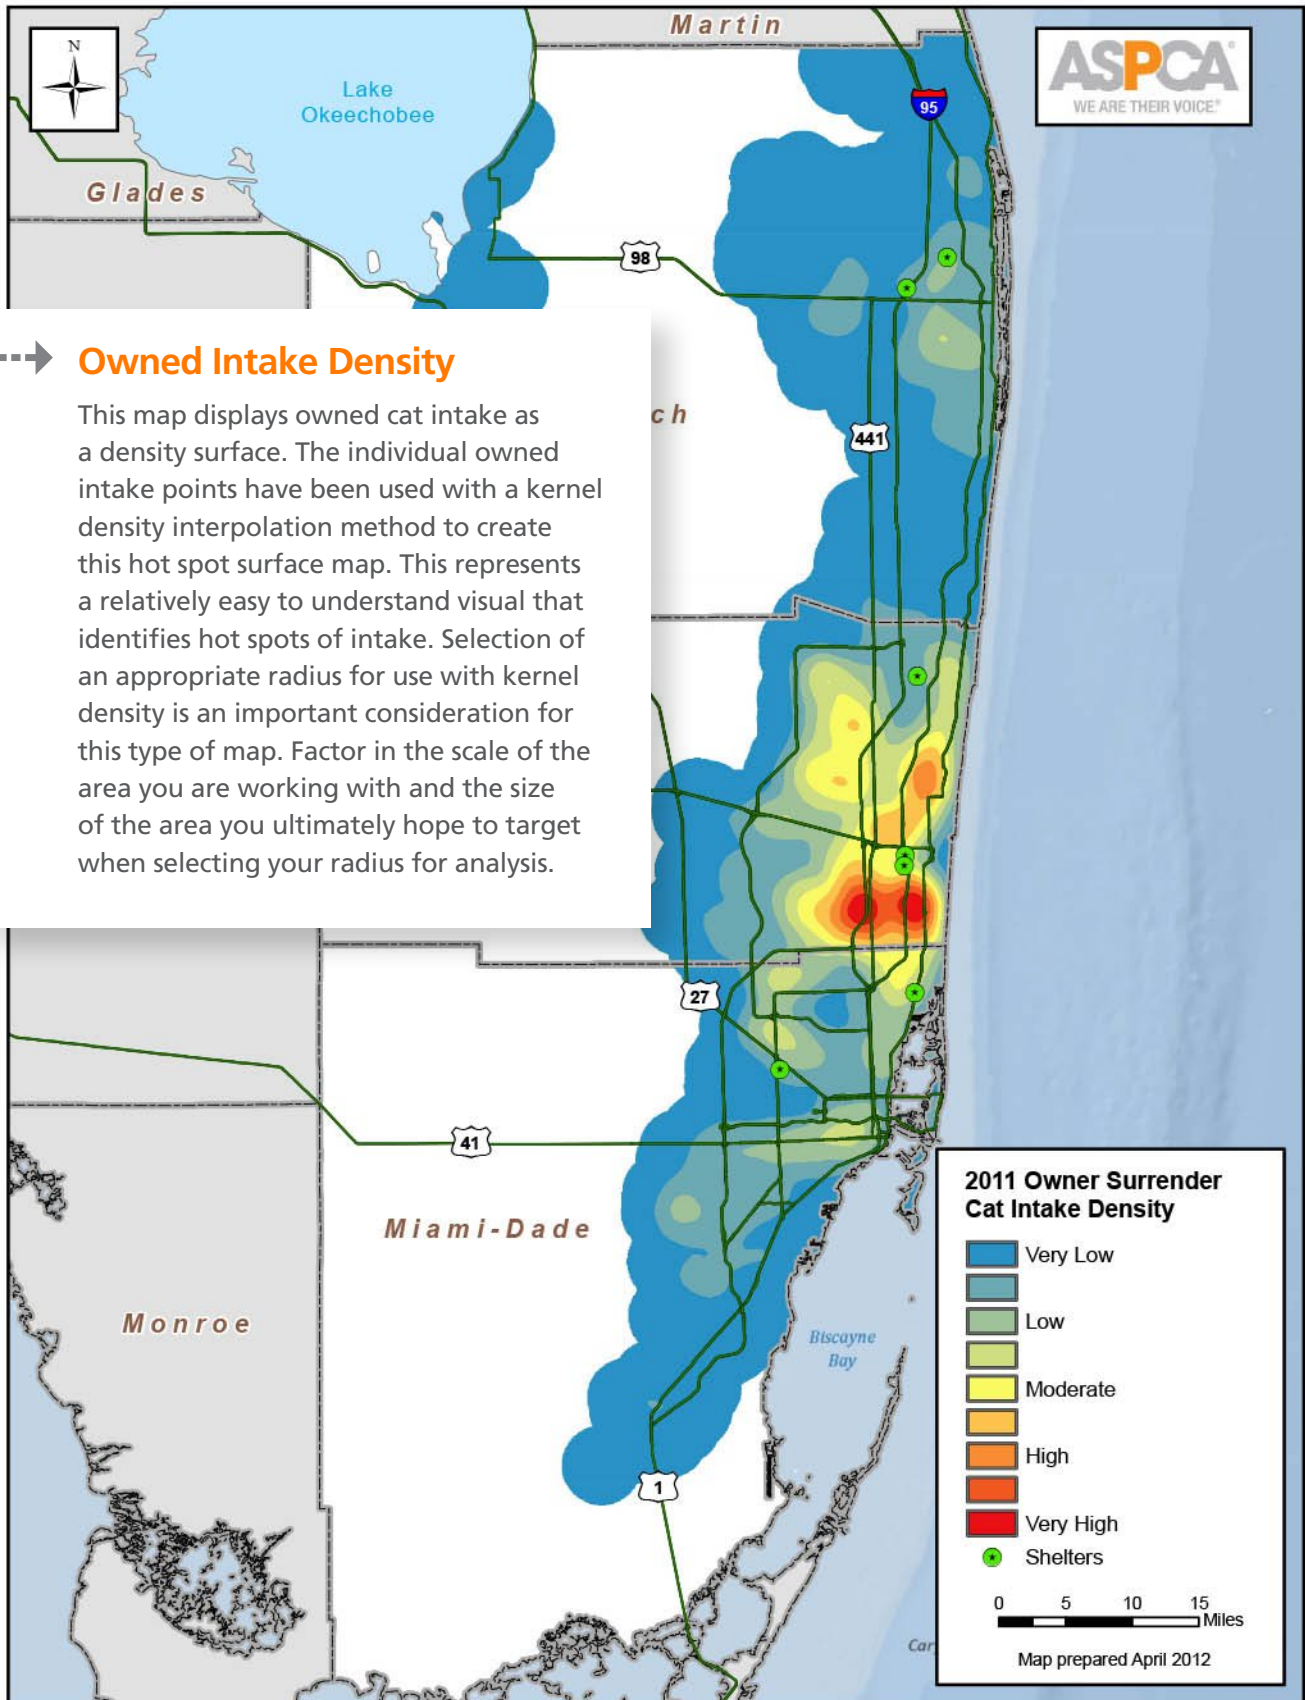 Martin
N
Lake
Okeechobee
95
ASPCA®
WE ARE THEIR VOICE®
Glades
98
Owned Intake Density
This map displays owned cat intake as
a density surface. The individual owned
intake points have been used with a kernel
density interpolation method to create
this hot spot surface map. This represents
a relatively easy to understand visual that
identifies hot spots of intake. Selection of
an appropriate radius for use with kernel
density is an important consideration for
this type of map. Factor in the scale of the
area you are working with and the size
of the area you ultimately hope to target
when selecting your radius for analysis.
ch
441
27
41
Miami-Dade
Monroe
Biscayne
Bay
1
Car
2011 Owner Surrender
Cat Intake Density
Very Low
Low
Moderate
High
Very High
Shelters
0 5 10 15
Miles
Map prepared April 2012